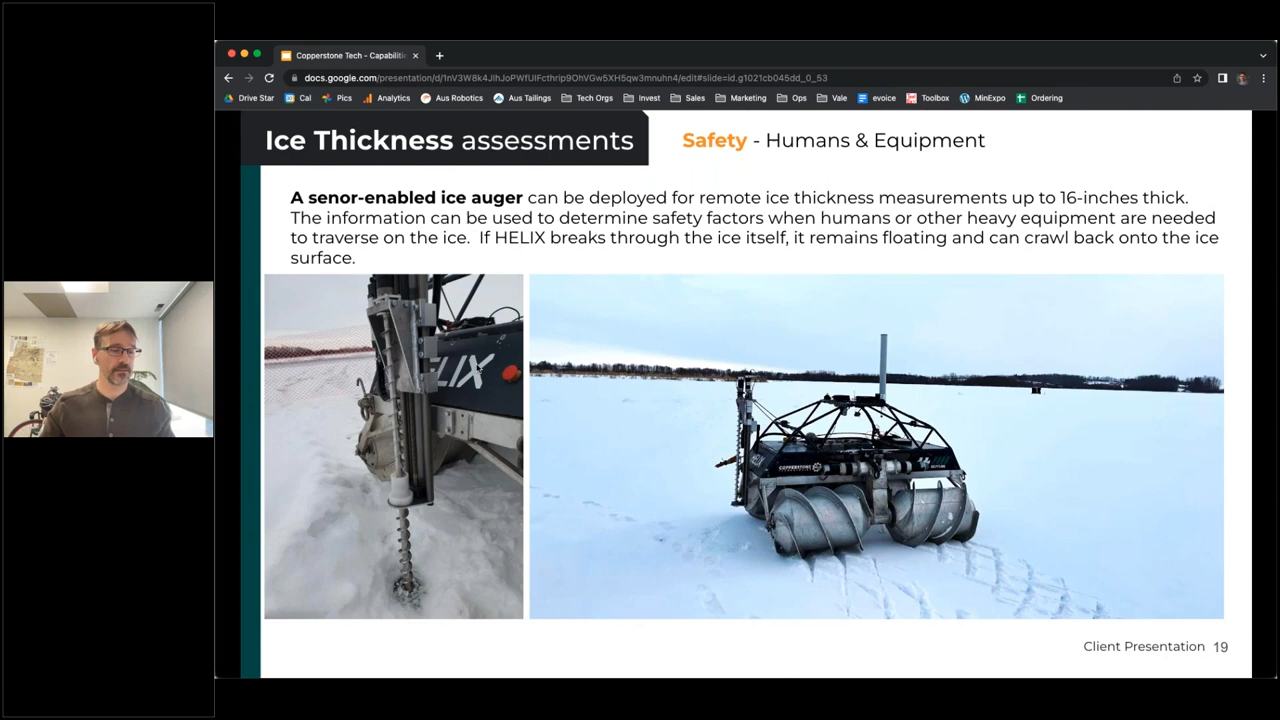 Copperstone Tech - Capabiliti
docs.google.com/presentation/d/1nV3W8k4JlhJoPWfUIFcthrip9OhVGw5XH5qw3mnuhn4/edit#slide=id.g1021cb045dd_0_53
Drive Star Cal Pics Analytics Aus Robotics Aus Tailings Tech Orgs Invest Sales Marketing Ops Vale evoice Toolbox MinExpo Ordering
Ice Thickness assessments
Safety - Humans & Equipment
A senor-enabled ice auger can be deployed for remote ice thickness measurements up to 16-inches thick.
The information can be used to determine safety factors when humans or other heavy equipment are needed
to traverse on the ice. If HELIX breaks through the ice itself, it remains floating and can crawl back onto the ice
surface.
ELIX
HELIX
COPPERSTONE
Client Presentation 19